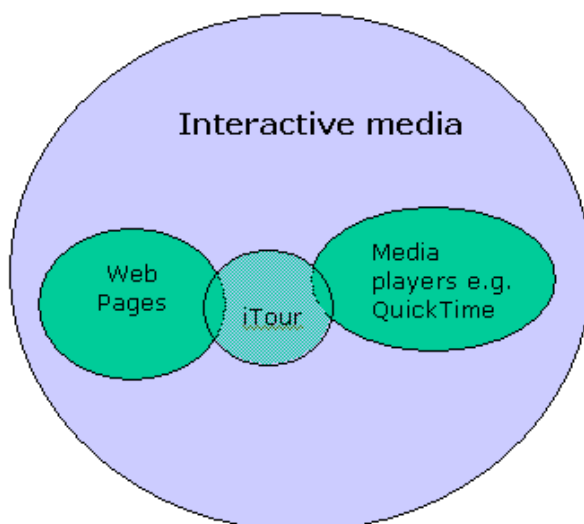 Interactive media
Web
Pages
iTour
Media
players e.g.
QuickTime